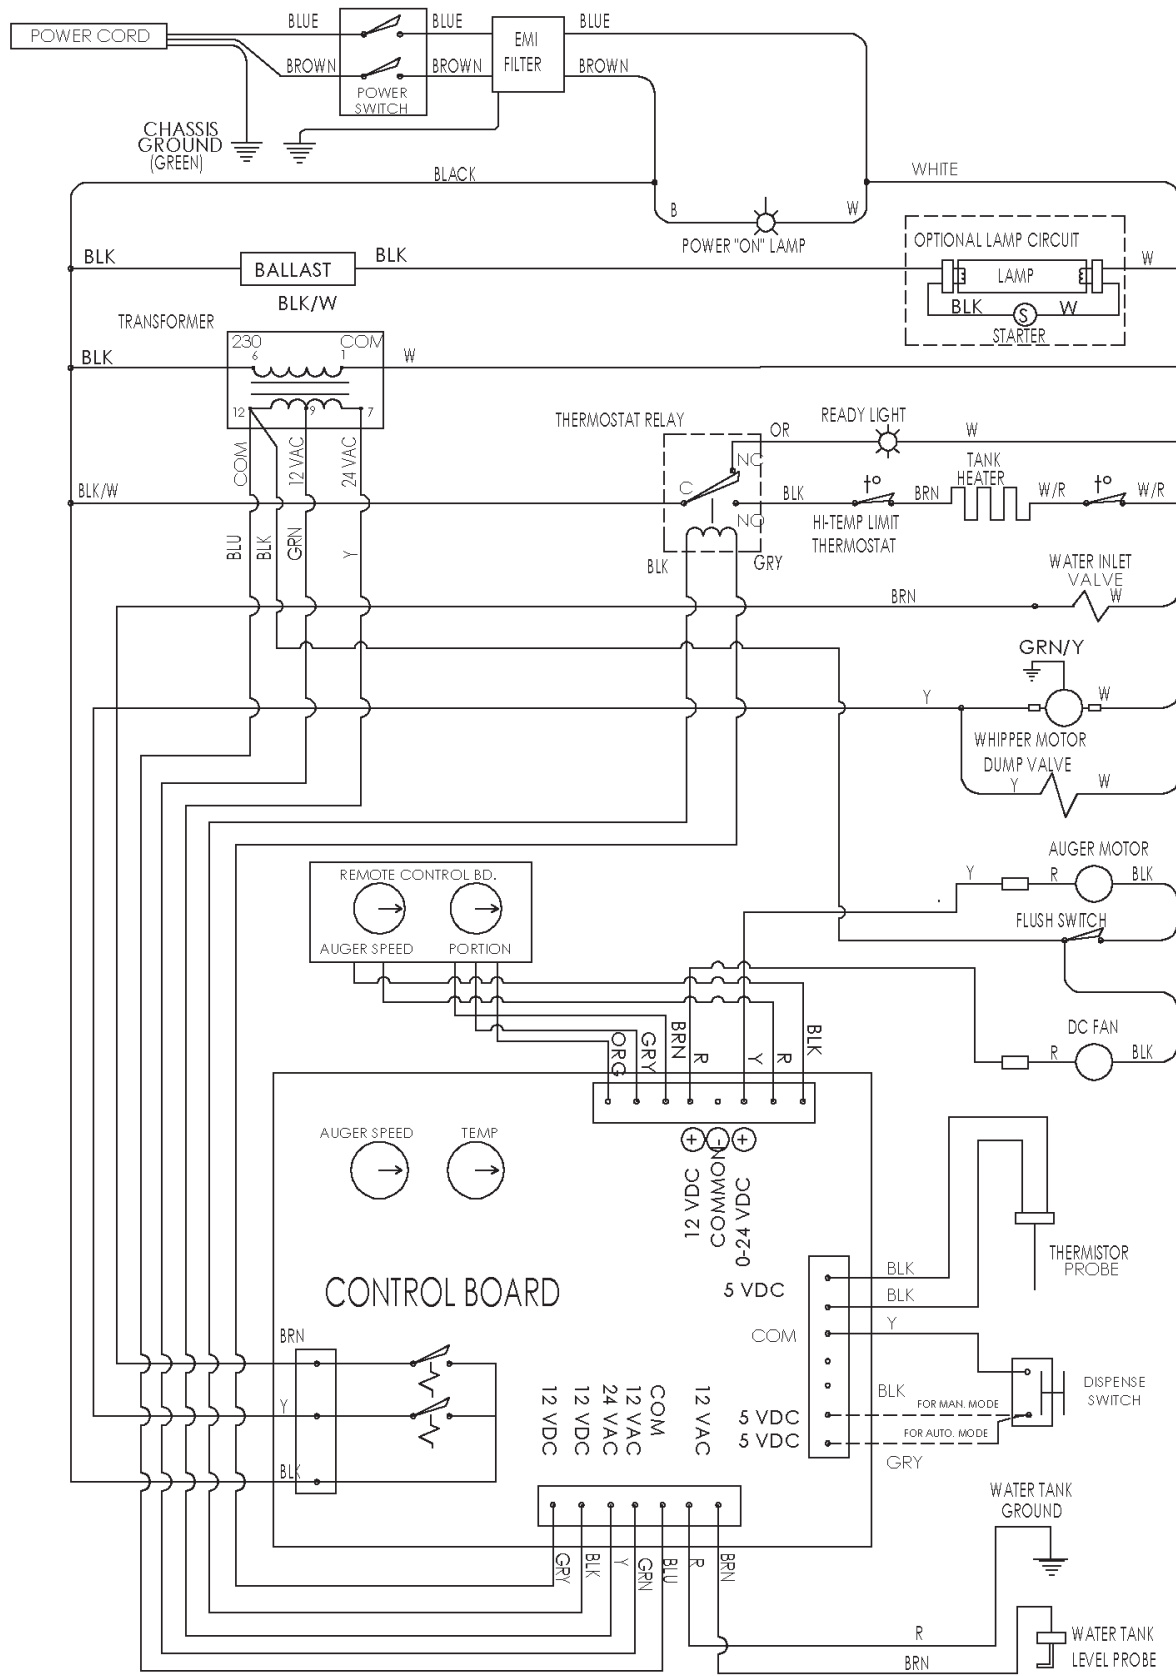 POWER CORD
BLUE
BLUE
BLUE
BROWN
BROWN
BROWN
POWER
SWITCH
EMI
FILTER
CHASSIS
GROUND
(GREEN)
BLACK
WHITE
B
W
POWER "ON" LAMP
OPTIONAL LAMP CIRCUIT
LAMP
BLK
S
W
STARTER
W
BLK
BALLAST
BLK
BLK/W
TRANSFORMER
230
COM
6
1
12
9
7
BLK
W
COM
12 VAC
24 VAC
BLU
BLK
GRN
Y
THERMOSTAT RELAY
NC
C
NO
OR
READY LIGHT
W
BLK/W
BLK
t°
HI-TEMP LIMIT
THERMOSTAT
BRN
TANK
HEATER
W/R
t°
W/R
BLK
GRY
WATER INLET
VALVE
BRN
W
GRN/Y
Y
W
WHIPPER MOTOR
DUMP VALVE
Y
W
AUGER MOTOR
Y
R
BLK
FLUSH SWITCH
DC FAN
R
BLK
REMOTE CONTROL BD.
AUGER SPEED
PORTION
ORG
GRY
BRN
R
Y
R
BLK
AUGER SPEED
TEMP
+
-
+
12 VDC
COMMON
0-24 VDC
CONTROL BOARD
5 VDC
COM
5 VDC
5 VDC
BLK
BLK
Y
BLK
FOR MAN. MODE
FOR AUTO. MODE
GRY
THERMISTOR
PROBE
DISPENSE
SWITCH
BRN
Y
BLK
12 VDC
12 VDC
24 VAC
12 VAC
COM
12 VAC
GRY
BLK
Y
GRN
BLU
R
BRN
WATER TANK
GROUND
R
BRN
WATER TANK
LEVEL PROBE